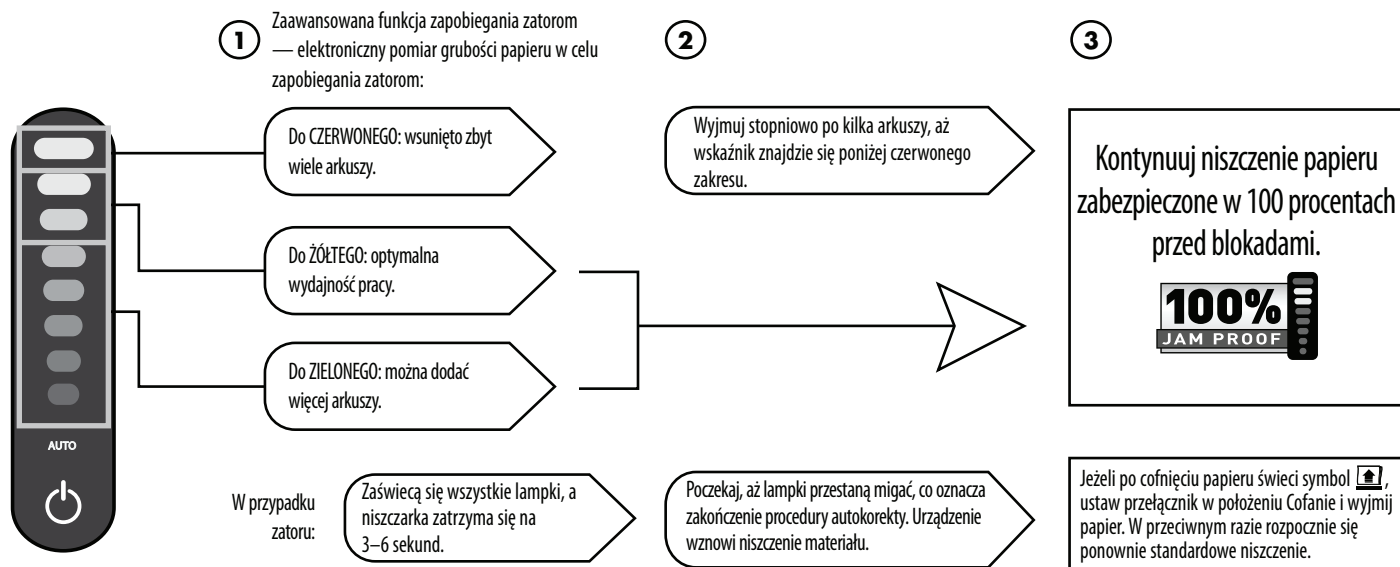 1
Zaawansowana funkcja zapobiegania zatorom
— elektroniczny pomiar grubości papieru w celu
zapobiegania zatorom:
Do CZERWONEGO: wsunięto zbyt
wiele arkuszy.
Do ŻÓŁTEGO: optymalna
wydajność pracy.
Do ZIELONEGO: można dodać
więcej arkuszy.
2
Wyjmuj stopniowo po kilka arkuszy, aż
wskaźnik znajdzie się poniżej czerwonego
zakresu.
3
Kontynuuj niszczenie papieru
zabezpieczone w 100 procentach
przed blokadami.
100%
JAM PROOF
AUTO
W przypadku
zatoru:
Zaświecą się wszystkie lampki, a
niszczarka zatrzyma się na
3–6 sekund.
Poczekaj, aż lampki przestaną migać, co oznacza
zakończenie procedury autokorekty. Urządzenie
wznowi niszczenie materiału.
Jeżeli po cofnięciu papieru świeci symbol ,
ustaw przełącznik w położeniu Cofanie i wyjmij
papier. W przeciwnym razie rozpocznie się
ponownie standardowe niszczenie.